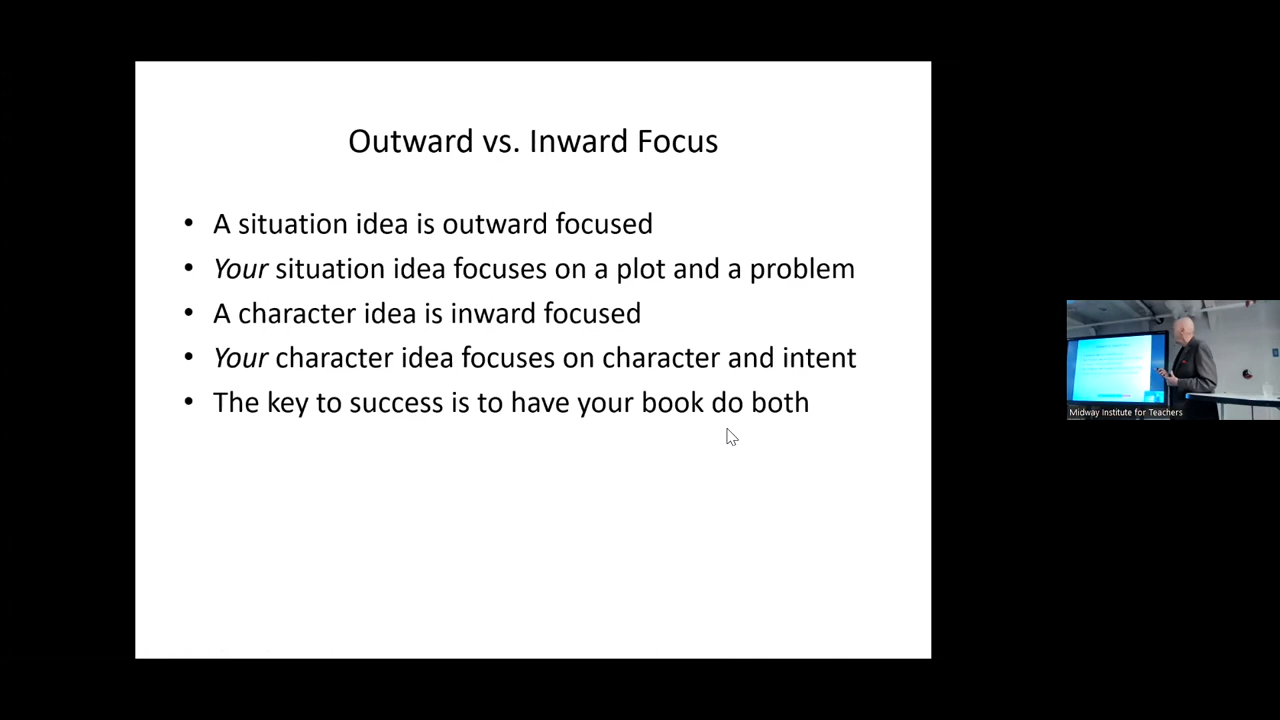 Outward vs. Inward Focus
• A situation idea is outward focused
• Your situation idea focuses on a plot and a problem
• A character idea is inward focused
• Your character idea focuses on character and intent
• The key to success is to have your book do both
Midway Institute for Teachers